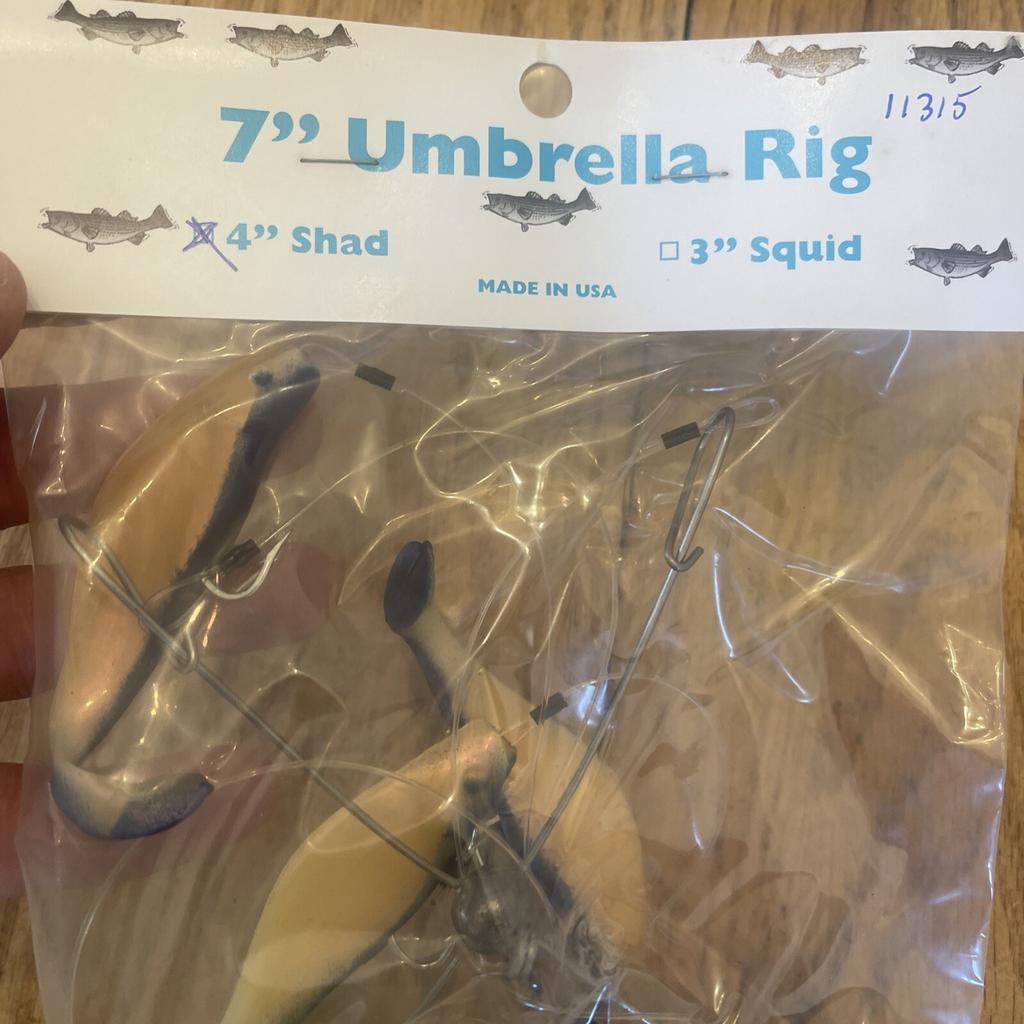 11315
7” Umbrella Rig
☒ 4” Shad
☐ 3” Squid
MADE IN USA